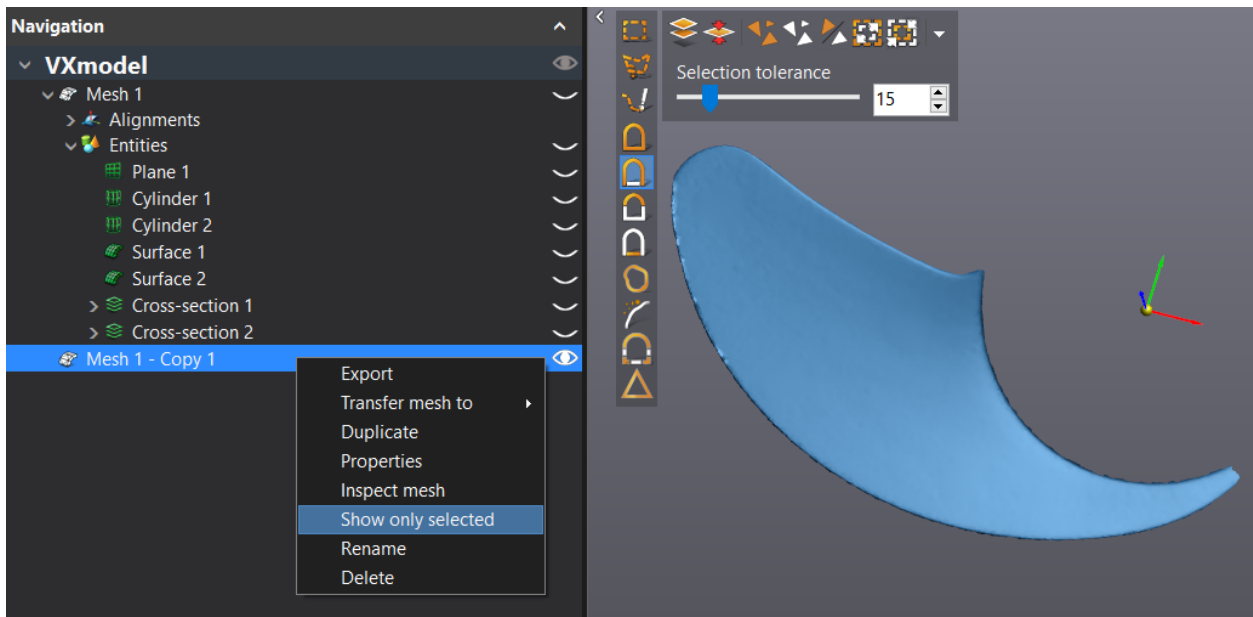 Navigation
VXmodel
Mesh 1
Alignments
Entities
Plane 1
Cylinder 1
Cylinder 2
Surface 1
Surface 2
Cross-section 1
Cross-section 2
Mesh 1 - Copy 1
Export
Transfer mesh to
Duplicate
Properties
Inspect mesh
Show only selected
Rename
Delete
Selection tolerance
15